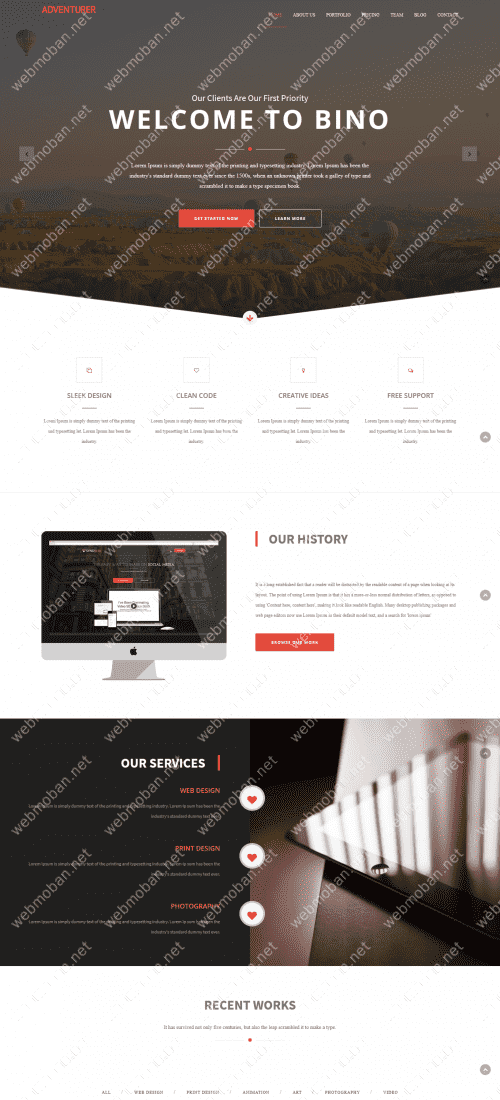 ADVENTURER
ABOUT US PORTFOLIO PRICING TEAM BLOG CONTACT
Our Clients Are Our First Priority
WELCOME TO BINO
Lorem Ipsum is simply dummy text of the printing and typesetting industry. Lorem Ipsum has been the
industry's standard dummy text ever since the 1500s, when an unknown printer took a galley of type and
scrambled it to make a type specimen book.
GET STARTED NOW LEARN MORE
SLEEK DESIGN
Lorem Ipsum is simply dummy text of the printing
and typesetting let. Lorem Ipsum has been the
industry.
CLEAN CODE
Lorem Ipsum is simply dummy text of the printing
and typesetting let. Lorem Ipsum has been the
industry.
CREATIVE IDEAS
Lorem Ipsum is simply dummy text of the printing
and typesetting let. Lorem Ipsum has been the
industry.
FREE SUPPORT
Lorem Ipsum is simply dummy text of the printing
and typesetting let. Lorem Ipsum has been the
industry.
OUR HISTORY
It is a long established fact that a reader will be distracted by the readable content of a page when looking at its
layout. The point of using Lorem Ipsum is that it has a more-or-less normal distribution of letters, as opposed to
using 'Content here, content here', making it look like readable English. Many desktop publishing packages and
web page editors now use Lorem Ipsum as their default model text, and a search for 'lorem ipsum'
BROWSE OUR WORK
OUR SERVICES
WEB DESIGN
Lorem Ipsum is simply dummy text of the printing and typesetting industry. Lorem Ipsum has been the
industry's standard dummy text ever.
PRINT DESIGN
Lorem Ipsum is simply dummy text of the printing and typesetting industry. Lorem Ipsum has been the
industry's standard dummy text ever.
PHOTOGRAPHY
Lorem Ipsum is simply dummy text of the printing and typesetting industry. Lorem Ipsum has been the
industry's standard dummy text ever.
RECENT WORKS
It has survived not only five centuries, but also the leap scrambled it to make a type.
ALL / WEB DESIGN / PRINT DESIGN / ANIMATION / ART / PHOTOGRAPHY / VIDEO
webmoban.net